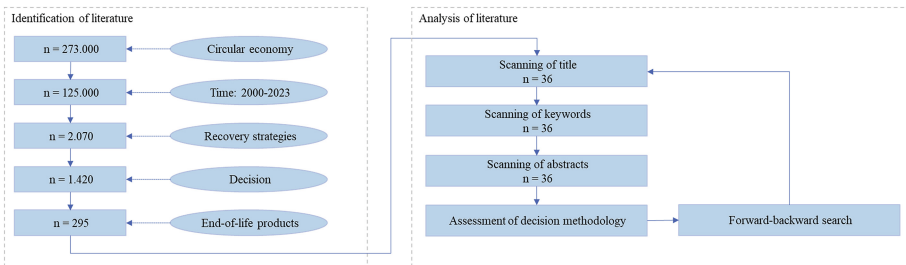 Identification of literature
n = 273.000
Circular economy
n = 125.000
Time: 2000-2023
n = 2.070
Recovery strategies
n = 1.420
Decision
n = 295
End-of-life products
Analysis of literature
Scanning of title
n = 36
Scanning of keywords
n = 36
Scanning of abstracts
n = 36
Assessment of decision methodology
Forward-backward search